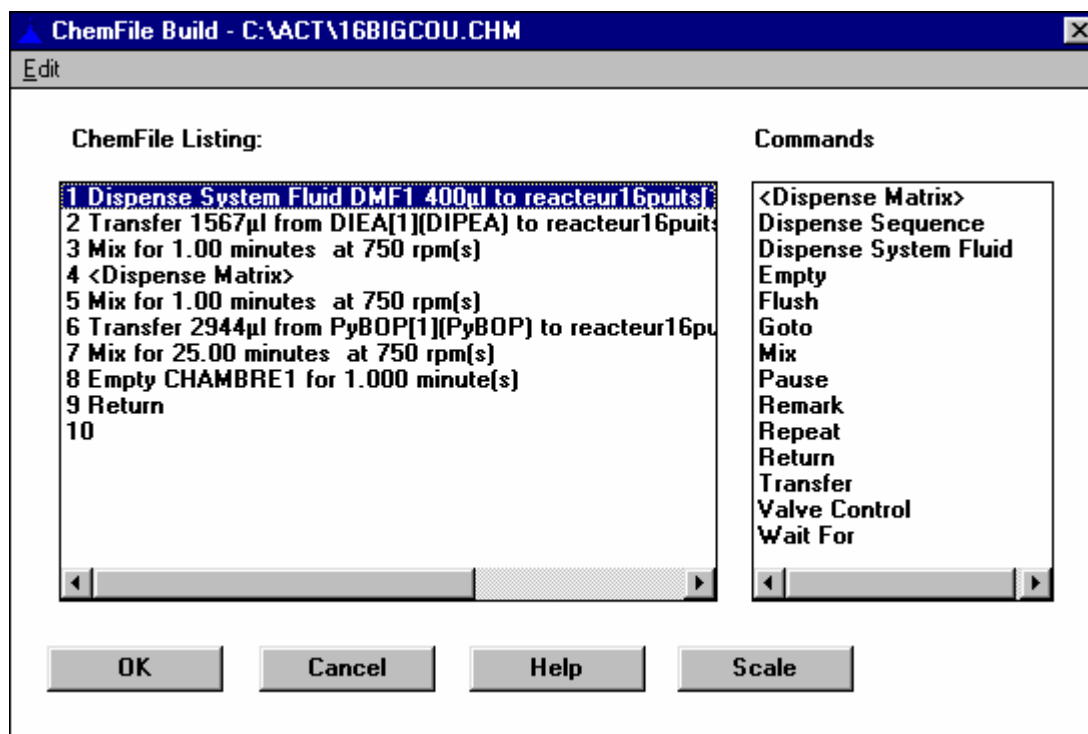 ChemFile Build - C:\ACT\16BIGCOU.CHM
Edit
ChemFile Listing:
1 Dispense System Fluid DMF1 400µl to reacteur16puits[
2 Transfer 1567µl from DIEA[1](DIPEA) to reacteur16puits
3 Mix for 1.00 minutes  at 750 rpm(s)
4 <Dispense Matrix>
5 Mix for 1.00 minutes  at 750 rpm(s)
6 Transfer 2944µl from PyBOP[1](PyBOP) to reacteur16pu
7 Mix for 25.00 minutes  at 750 rpm(s)
8 Empty CHAMBRE1 for 1.000 minute(s)
9 Return
10
Commands
<Dispense Matrix>
Dispense Sequence
Dispense System Fluid
Empty
Flush
Goto
Mix
Pause
Remark
Repeat
Return
Transfer
Valve Control
Wait For
OK Cancel Help Scale